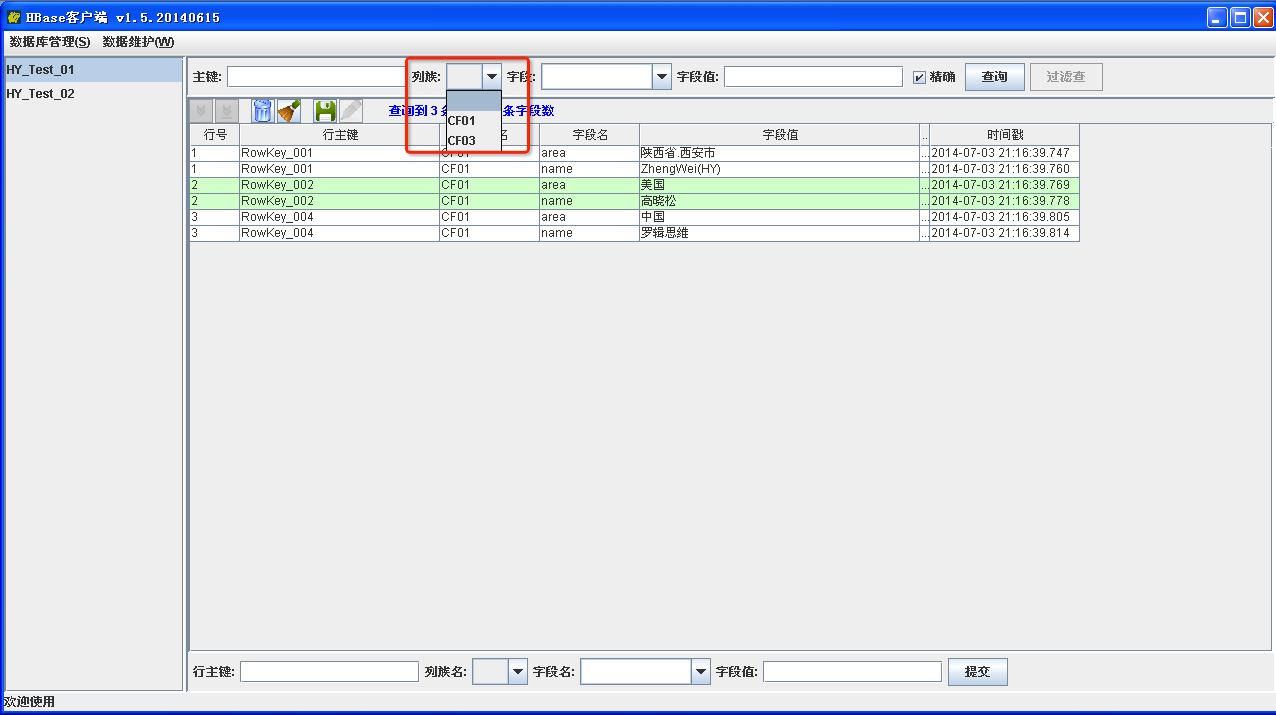 HBase客户端 v1.5.20140615
数据库管理(S) 数据维护(W)
HY_Test_01
HY_Test_02
主键: 列族: 字段: 字段值: 精确 查询 过滤查
CF01
CF03
查询到 3 条字段数
行号 行主键 名 字段名 字段值 .. 时间戳
1 RowKey_001 CF01 area 陕西省.西安市 ... 2014-07-03 21:16:39.747
1 RowKey_001 CF01 name ZhengWei(HY) ... 2014-07-03 21:16:39.760
2 RowKey_002 CF01 area 美国 ... 2014-07-03 21:16:39.769
2 RowKey_002 CF01 name 高晓松 ... 2014-07-03 21:16:39.778
3 RowKey_004 CF01 area 中国 ... 2014-07-03 21:16:39.805
3 RowKey_004 CF01 name 罗辑思维 ... 2014-07-03 21:16:39.814
行主键: 列族名: 字段名: 字段值: 提交
欢迎使用